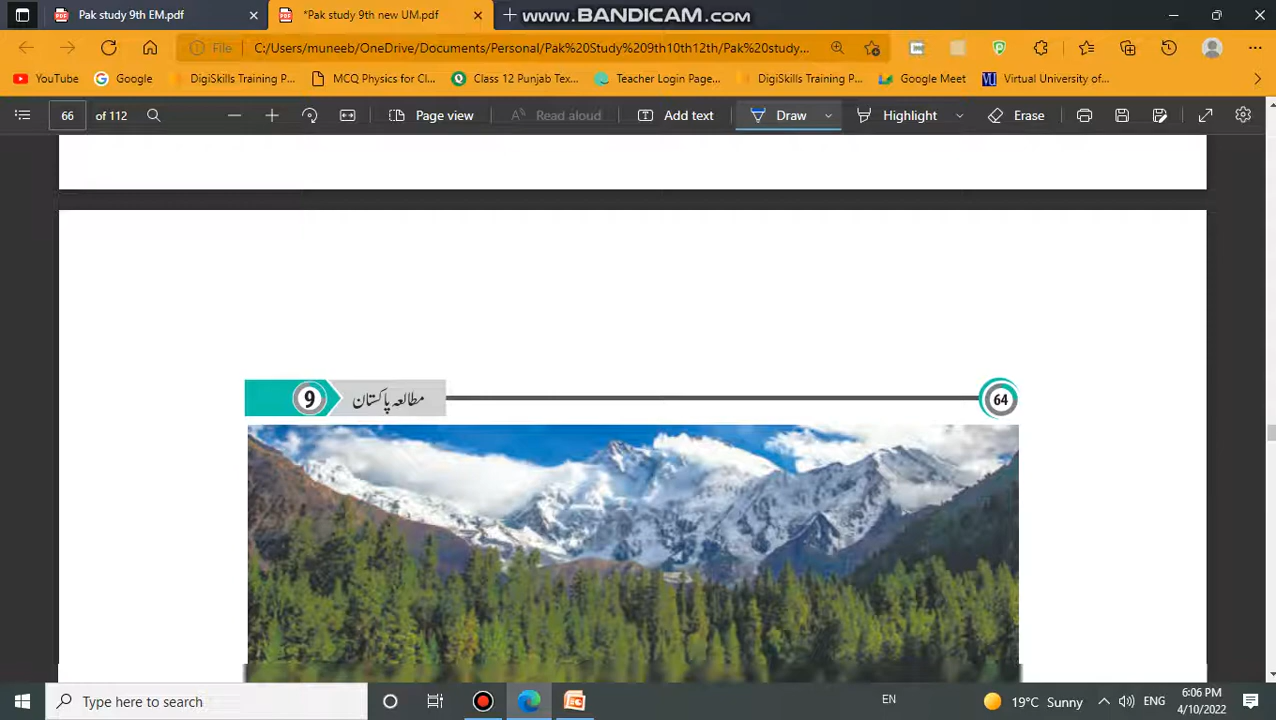 Pak study 9th EM.pdf
*Pak study 9th new UM.pdf
www.BANDICAM.com
File
C:/Users/muneeb/OneDrive/Documents/Personal/Pak%20Study%209th10th12th/Pak%20study...
YouTube
Google
DigiSkills Training P...
MCQ Physics for Cl...
Class 12 Punjab Tex...
Teacher Login Page...
DigiSkills Training P...
Google Meet
VU
Virtual University of...
66 of 112
Page view
Read aloud
Add text
Draw
Highlight
Erase
9
مطالعہ پاکستان
64
Type here to search
EN
19°C Sunny
ENG
6:06 PM
4/10/2022